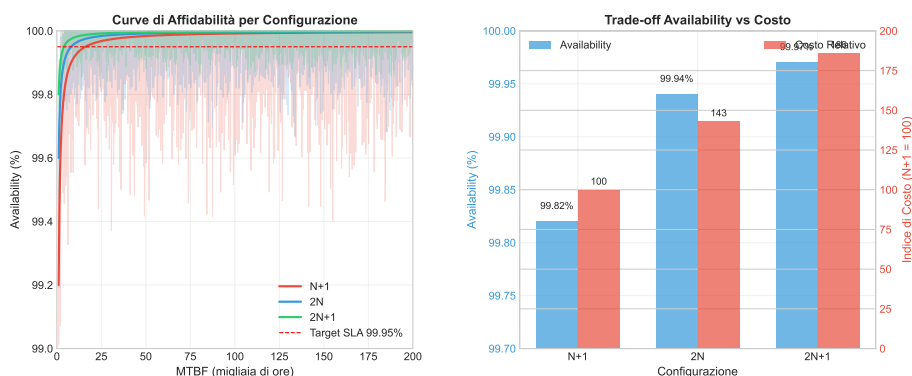 Curve di Affidabilità per Configurazione
100.0
99.8
99.6
99.4
99.2
99.0
Availability (%)
N+1
2N
2N+1
Target SLA 99.95%
0 25 50 75 100 125 150 175 200
MTBF (migliaia di ore)
Trade-off Availability vs Costo
100.00
99.95
99.90
99.85
99.80
99.75
99.70
Availability (%)
Availability
Costo Relativo
99.82%
100
99.94%
143
99.97%
N+1 2N 2N+1
Configurazione
200
175
150
125
100
75
50
25
0
Indice di Costo (N+1 = 100)